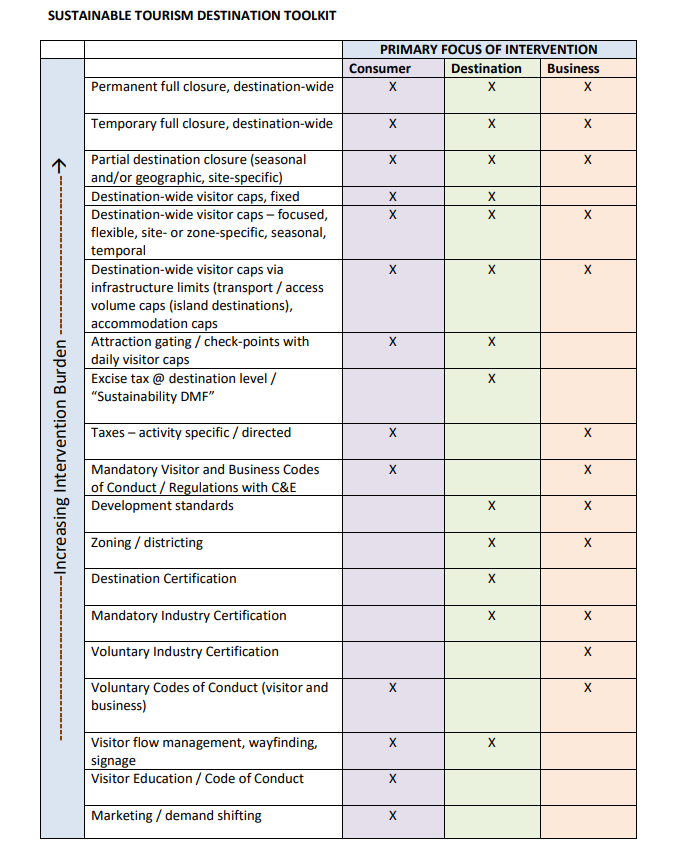 SUSTAINABLE TOURISM DESTINATION TOOLKIT
PRIMARY FOCUS OF INTERVENTION
Consumer Destination Business
Increasing Intervention Burden
Permanent full closure, destination-wide X X X
Temporary full closure, destination-wide X X X
Partial destination closure (seasonal X X X
and/or geographic, site-specific)
Destination-wide visitor caps, fixed X X
Destination-wide visitor caps – focused, X X X
flexible, site- or zone-specific, seasonal,
temporal
Destination-wide visitor caps via X X X
infrastructure limits (transport / access
volume caps (island destinations),
accommodation caps
Attraction gating / check-points with X X
daily visitor caps
Excise tax @ destination level / X
“Sustainability DMF”
Taxes – activity specific / directed X X
Mandatory Visitor and Business Codes X X
of Conduct / Regulations with C&E
Development standards X X
Zoning / districting X X
Destination Certification X
Mandatory Industry Certification X X
Voluntary Industry Certification X
Voluntary Codes of Conduct (visitor and X X
business)
Visitor flow management, wayfinding, X X
signage
Visitor Education / Code of Conduct X
Marketing / demand shifting X